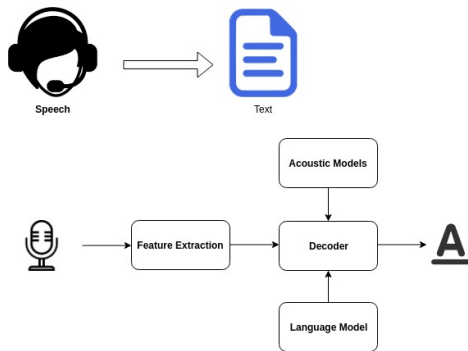 Speech
Text
Acoustic Models
Feature Extraction
Decoder
A
Language Model